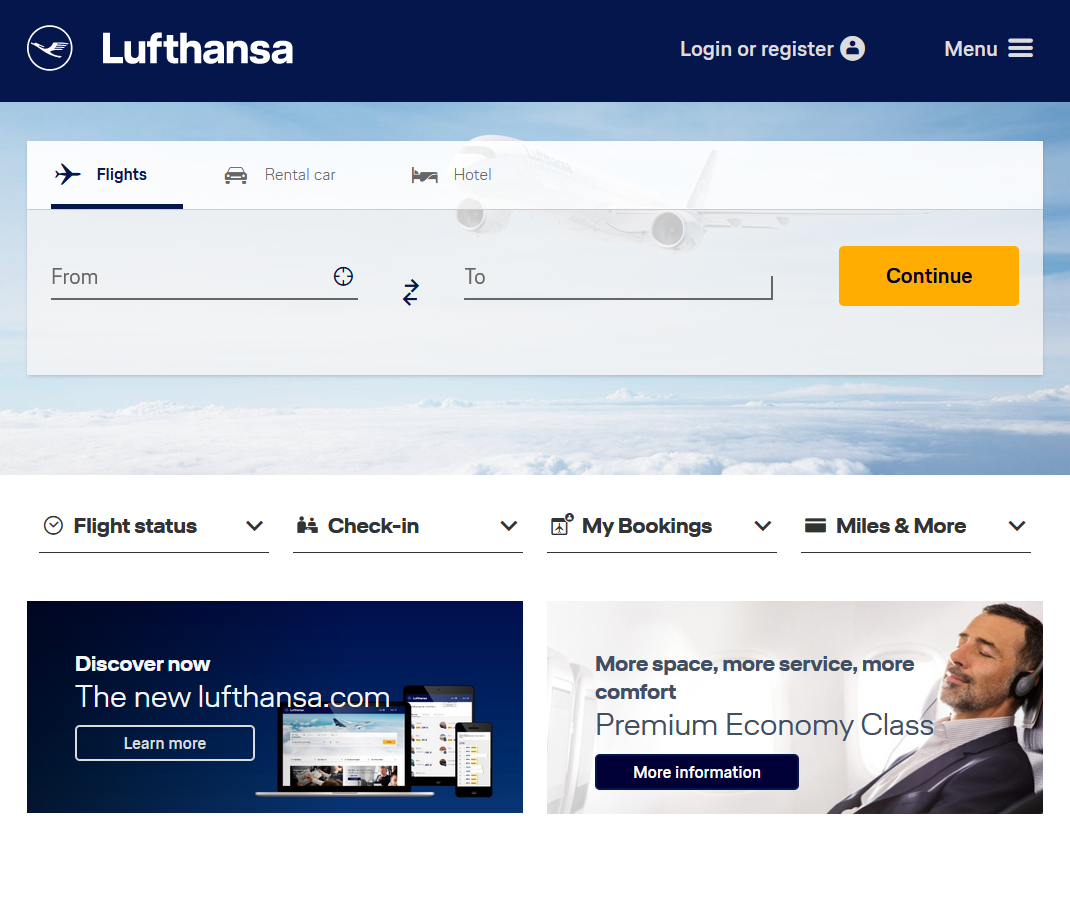 Lufthansa
Login or register
Menu
Flights
Rental car
Hotel
From
To
Continue
Flight status
Check-in
My Bookings
Miles & More
Discover now
The new lufthansa.com
Learn more
More space, more service, more
comfort
Premium Economy Class
More information